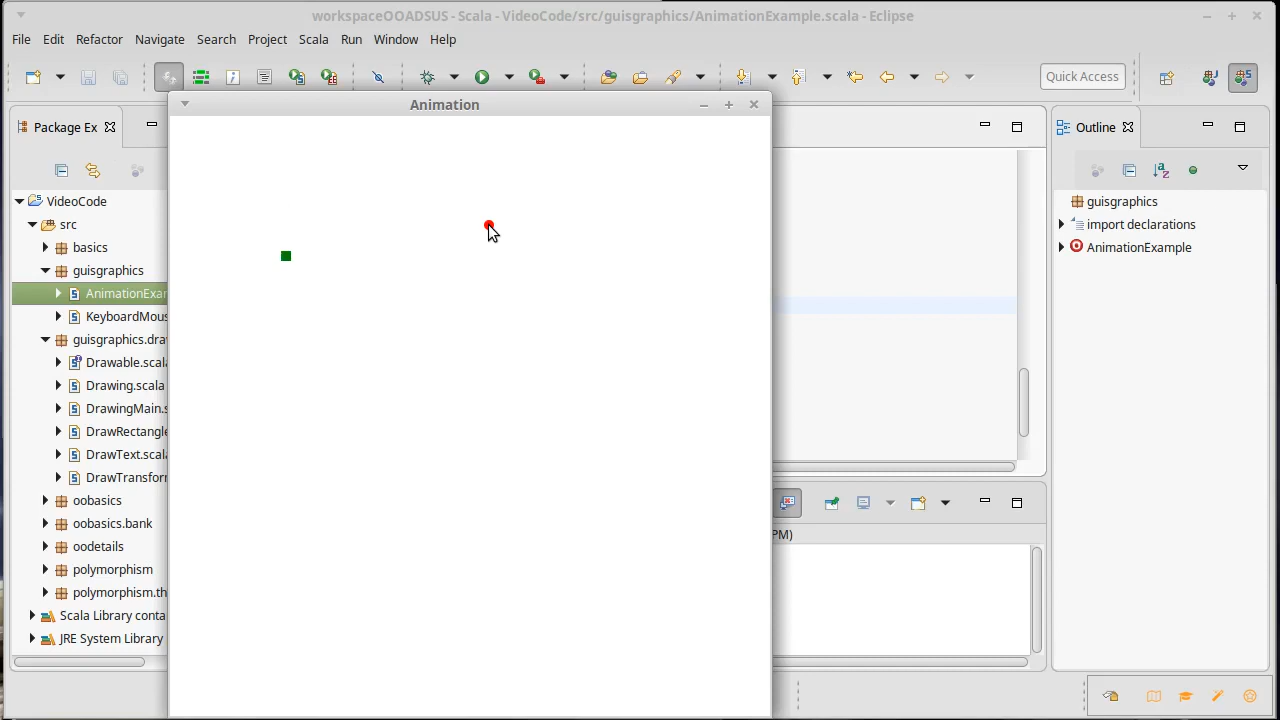 workspaceOOADSUS - Scala - VideoCode/src/guisgraphics/AnimationExample.scala - Eclipse
File Edit Refactor Navigate Search Project Scala Run Window Help
Quick Access
Animation
Package Ex
Outline
VideoCode
src
basics
guisgraphics
AnimationExar
KeyboardMous
guisgraphics.drav
Drawable.scala
Drawing.scala
DrawingMain.s
DrawRectangle
DrawText.scala
DrawTransforn
oobasics
oobasics.bank
oodetails
polymorphism
polymorphism.th
Scala Library conta
JRE System Library
guisgraphics
import declarations
AnimationExample
PM)